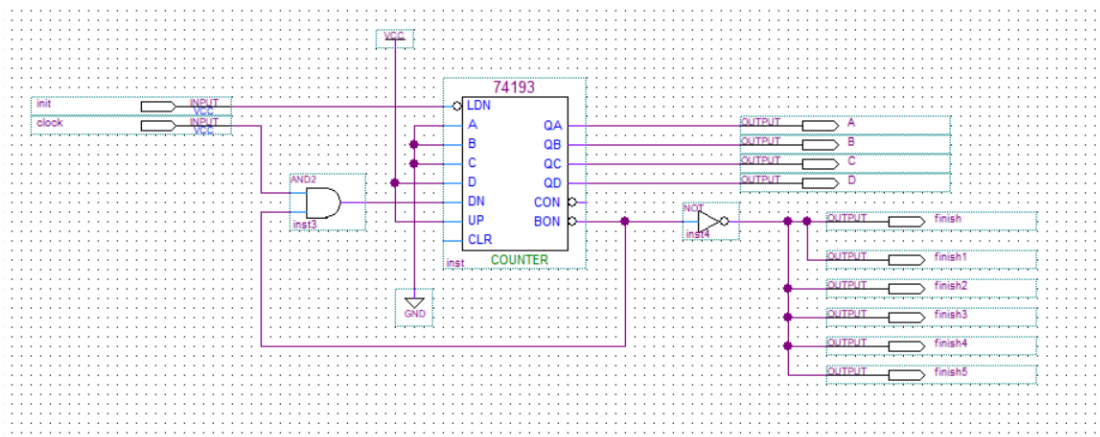 VCC
74193
init
INPUT
VCC
clock
INPUT
VCC
LDN
A
B
C
D
DN
UP
CLR
QA
QB
QC
QD
CON
BON
inst
COUNTER
AND2
inst3
GND
NOT
inst4
OUTPUT
A
OUTPUT
B
OUTPUT
C
OUTPUT
D
OUTPUT
finish
OUTPUT
finish1
OUTPUT
finish2
OUTPUT
finish3
OUTPUT
finish4
OUTPUT
finish5